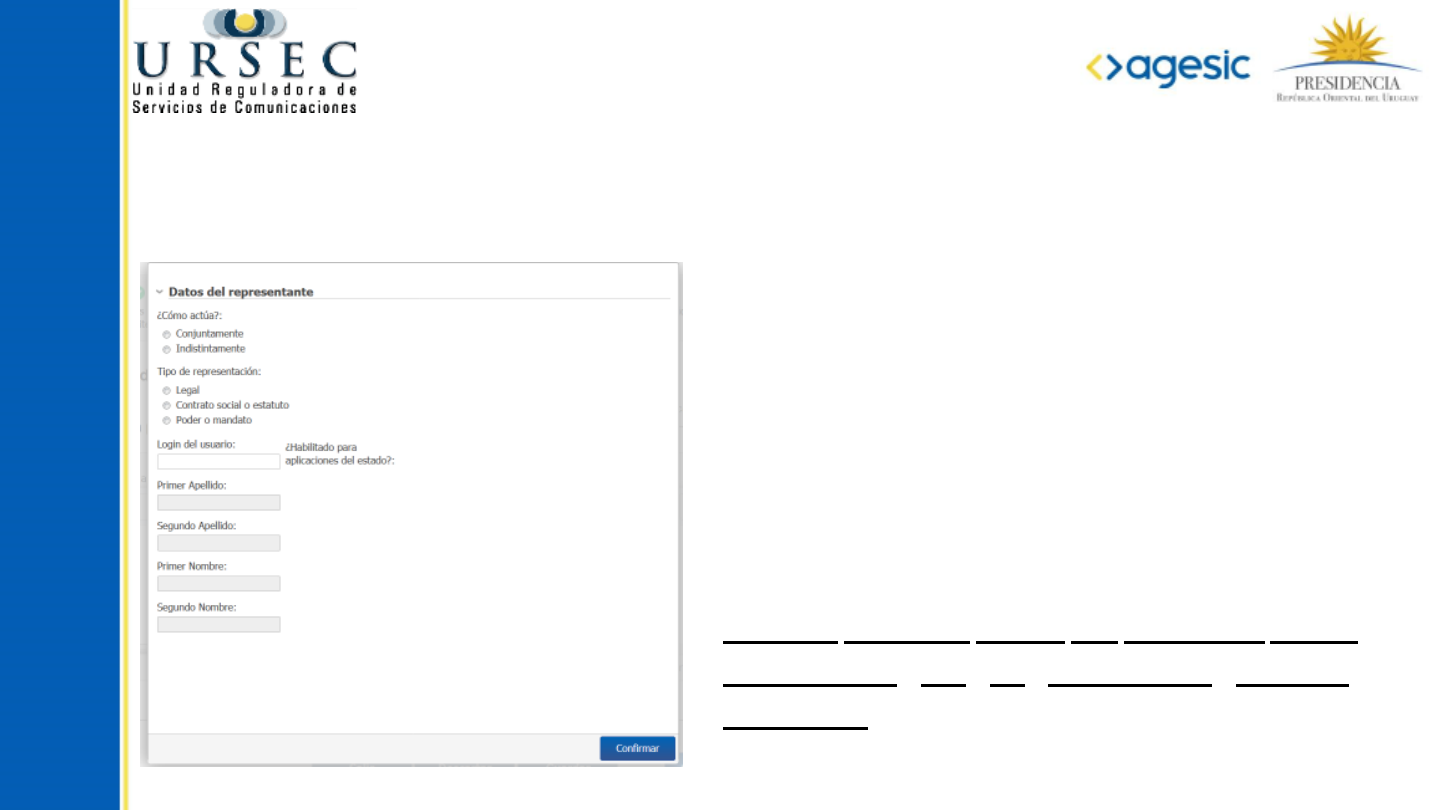 URSEC
Unidad Reguladora de
Servicios de Comunicaciones
<>agesic
PRESIDENCIA
REPÚBLICA ORIENTAL DEL URUGUAY
Datos del representante
¿Cómo actúa?:
Conjuntamente
Indistintamente
Tipo de representación:
Legal
Contrato social o estatuto
Poder o mandato
Login del usuario:
¿Habilitado para
aplicaciones del estado?:
Primer Apellido:
Segundo Apellido:
Primer Nombre:
Segundo Nombre:
Confirmar